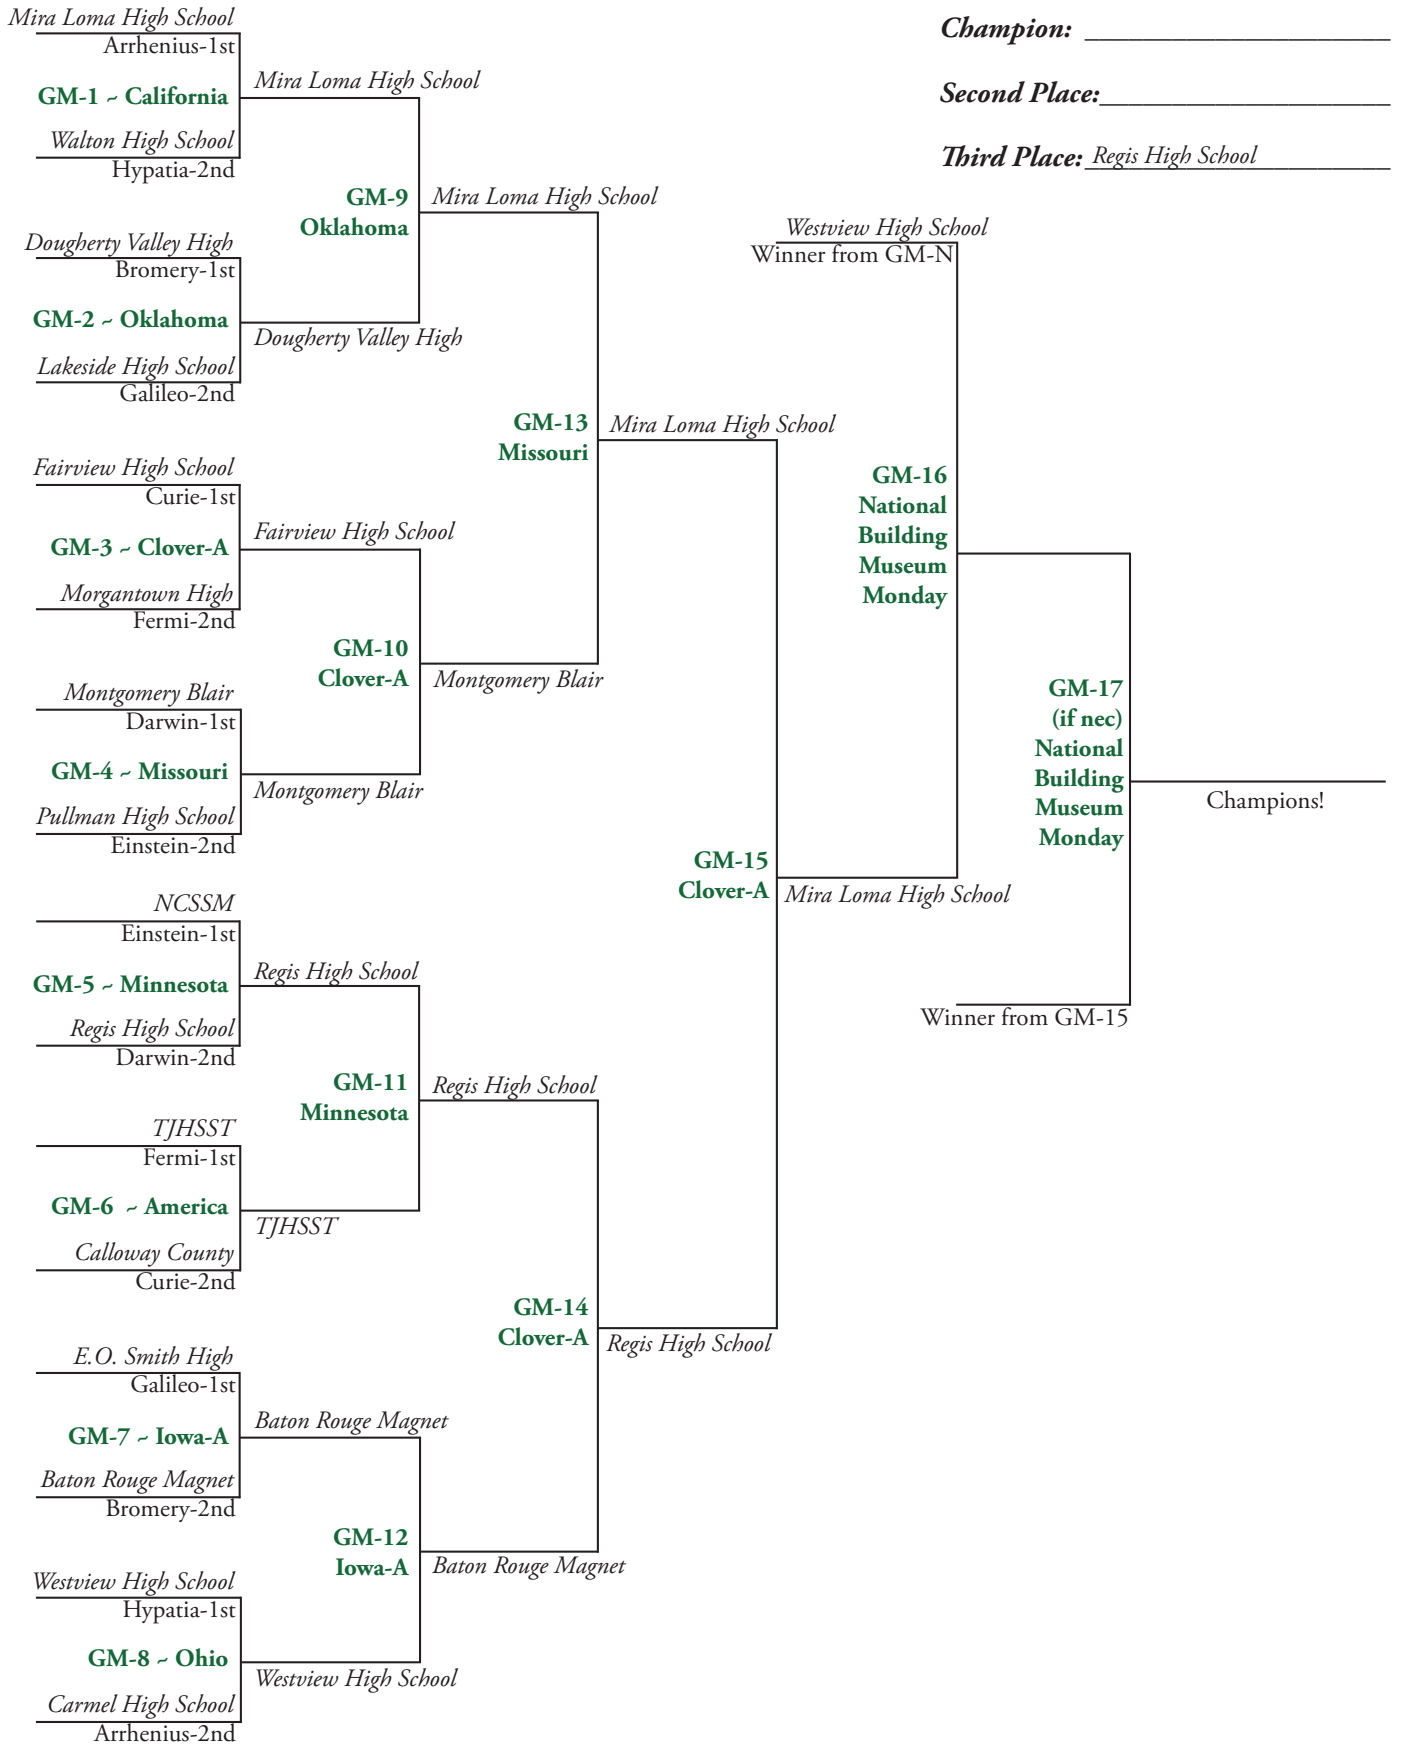 Mira Loma High School
Arrhenius-1st
GM-1 ~ California
Walton High School
Hypatia-2nd
Mira Loma High School
Dougherty Valley High
Bromery-1st
GM-2 ~ Oklahoma
Lakeside High School
Galileo-2nd
Dougherty Valley High
GM-9
Oklahoma
Mira Loma High School
Fairview High School
Curie-1st
GM-3 ~ Clover-A
Morgantown High
Fermi-2nd
Fairview High School
Montgomery Blair
Darwin-1st
GM-4 ~ Missouri
Pullman High School
Einstein-2nd
Montgomery Blair
GM-10
Clover-A
Montgomery Blair
GM-13
Missouri
Mira Loma High School
NCSSM
Einstein-1st
GM-5 ~ Minnesota
Regis High School
Darwin-2nd
Regis High School
TJHSST
Fermi-1st
GM-6 ~ America
Calloway County
Curie-2nd
TJHSST
GM-11
Minnesota
Regis High School
E.O. Smith High
Galileo-1st
GM-7 ~ Iowa-A
Baton Rouge Magnet
Bromery-2nd
Baton Rouge Magnet
Westview High School
Hypatia-1st
GM-8 ~ Ohio
Carmel High School
Arrhenius-2nd
Westview High School
GM-12
Iowa-A
Baton Rouge Magnet
GM-14
Clover-A
Regis High School
GM-15
Clover-A
Mira Loma High School
Champion: ____________________
Second Place:____________________
Third Place: Regis High School
Westview High School
Winner from GM-N
GM-16
National
Building
Museum
Monday
GM-17
(if nec)
National
Building
Museum
Monday
Winner from GM-15
Champions!